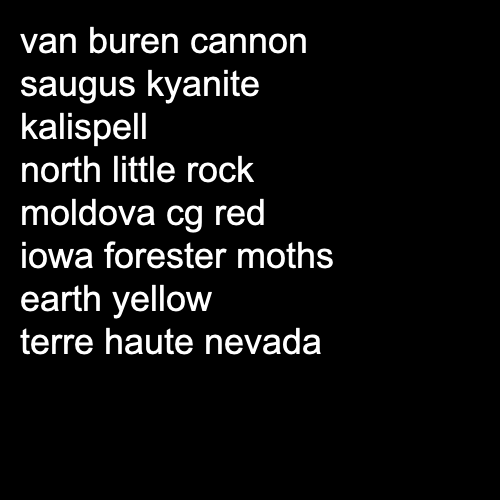 van buren cannon
saugus kyanite
kalispell
north little rock
moldova cg red
iowa forester moths
earth yellow
terre haute nevada